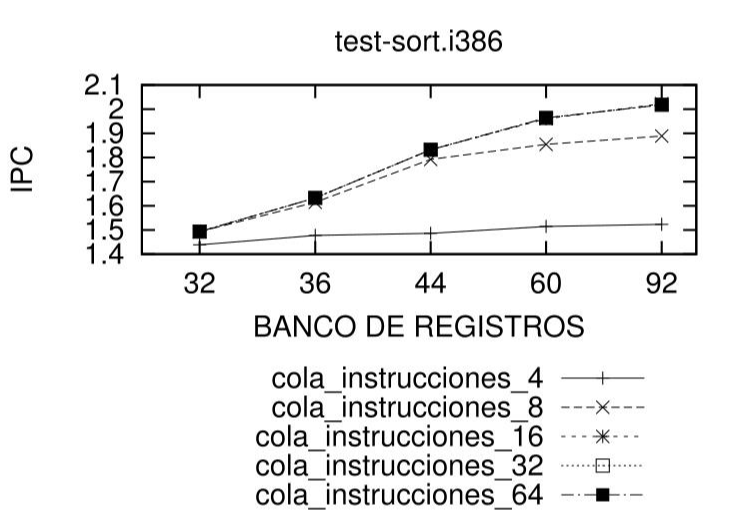 test-sort.i386
2.1
2
1.9
1.8
1.7
1.6
1.5
1.4
IPC
32 36 44 60 92
BANCO DE REGISTROS
cola_instrucciones_4
cola_instrucciones_8
cola_instrucciones_16
cola_instrucciones_32
cola_instrucciones_64